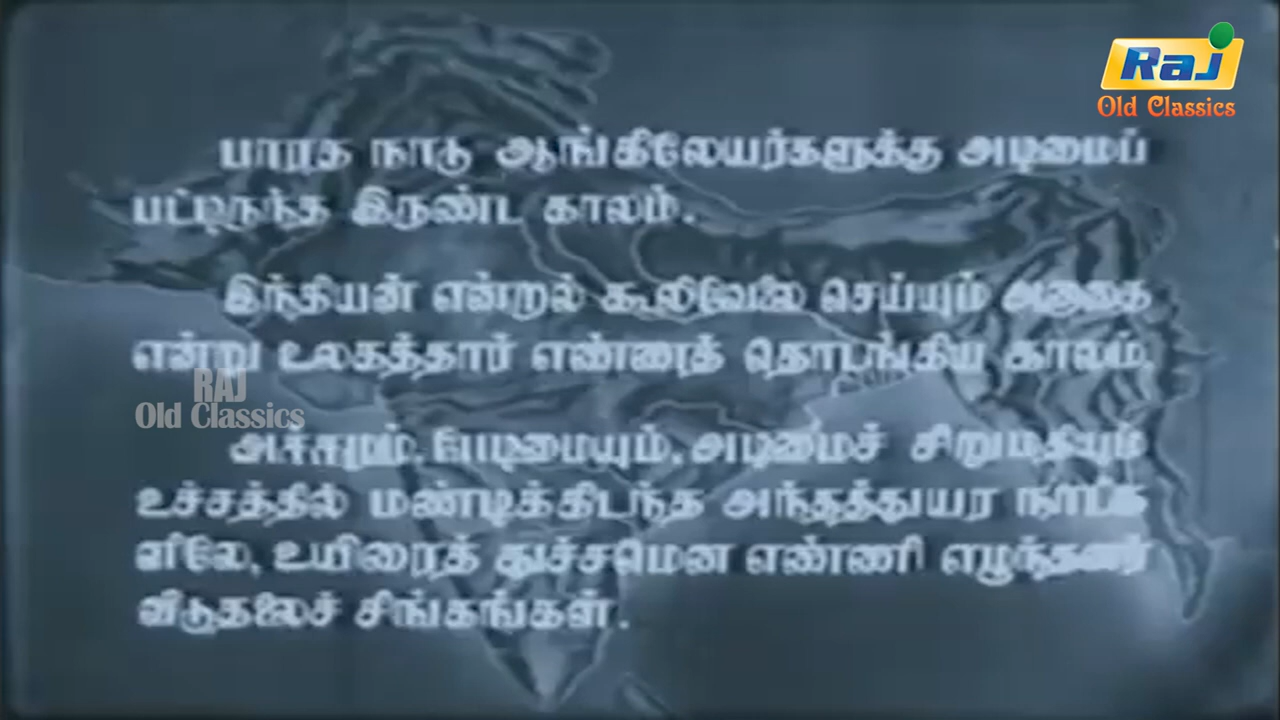 Raj
Old Classics
பாரத நாடு ஆங்கிலேயர்களுக்கு அடிமைப்
பட்டிருந்த இருண்ட காலம்.
இந்தியன் என்றால் கூலிவேலை செய்யும்
என்று உலகத்தார் எண்ணத் தொடங்கிய காலம்.
RAJ
Old Classics
அச்சமும், பேடிமையும், அடிமைச் சிறுமதியும்
உச்சத்தில் மண்டிக்கிடந்த அந்தத்துயர நாட்க
ளிலே, உயிரைத் துச்சமென எண்ணி எழுந்தனர்
விடுதலைச் சிங்கங்கள்.